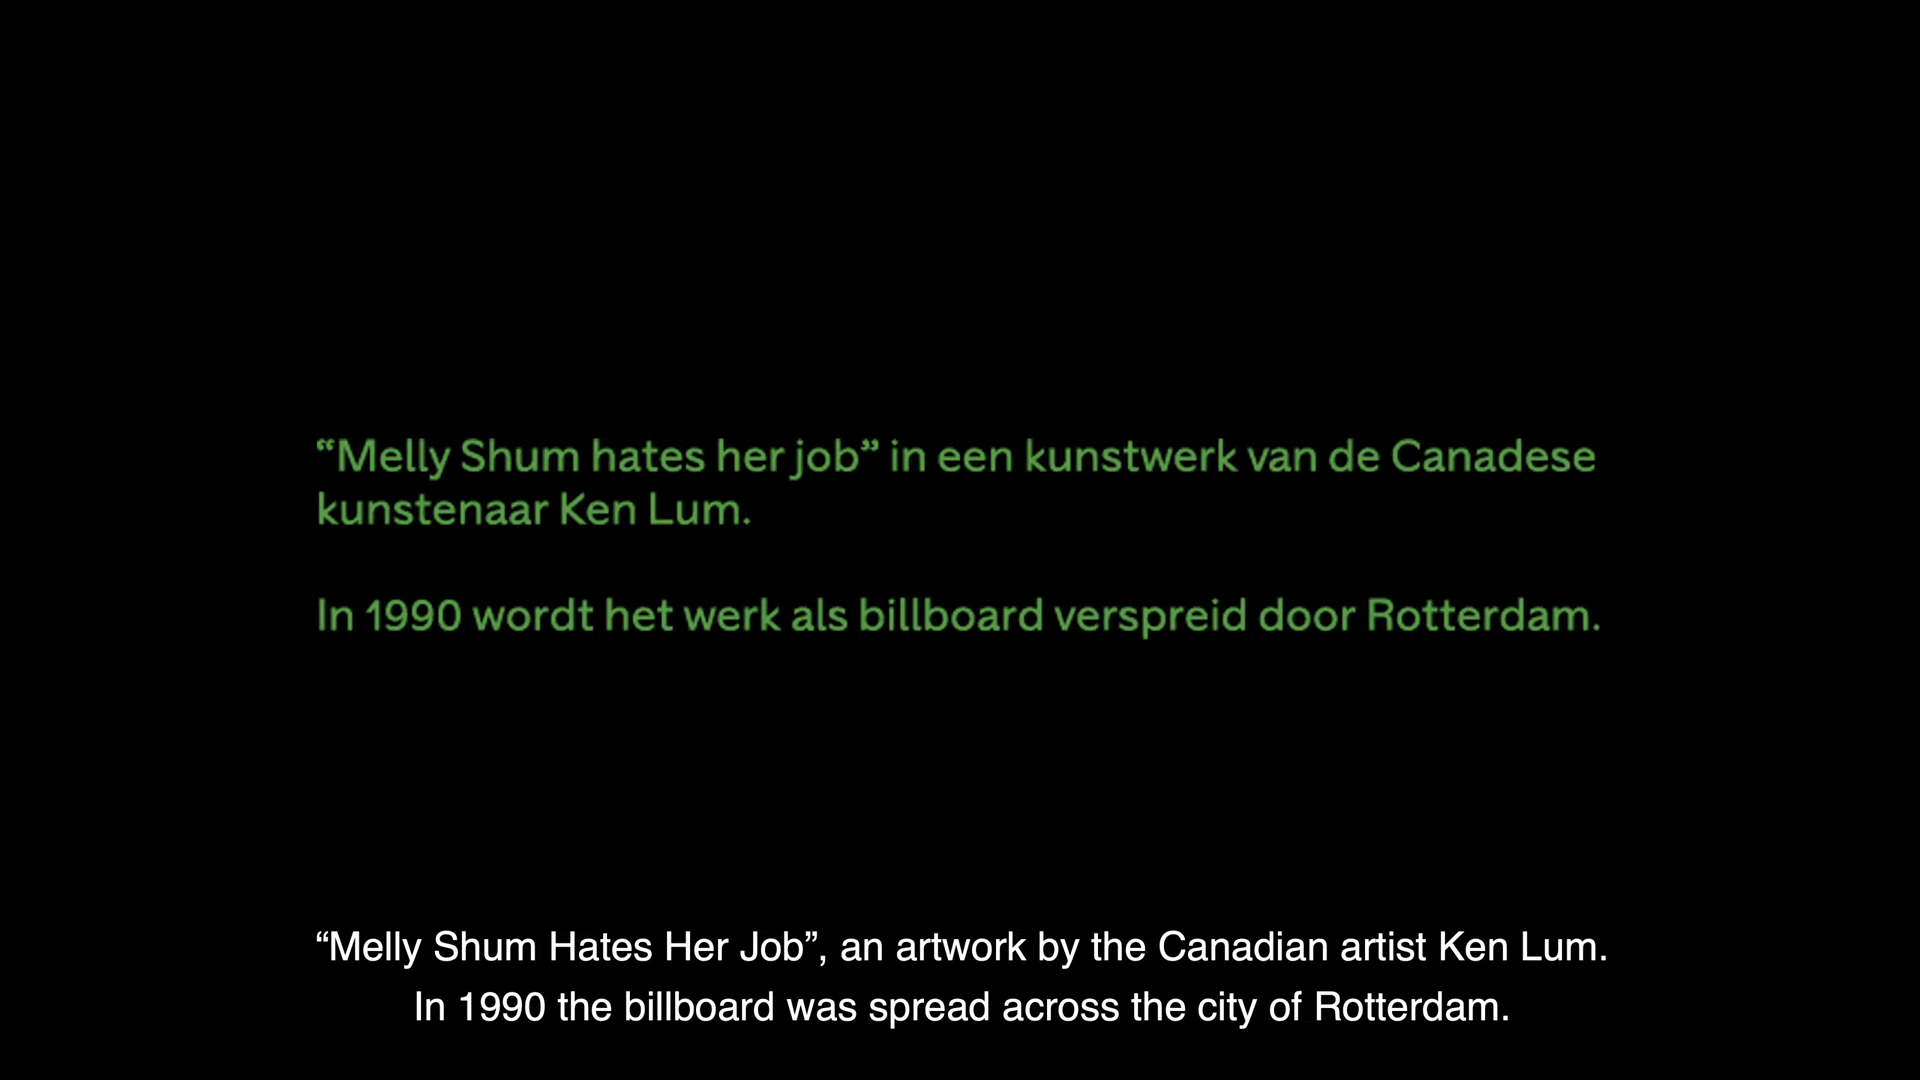 “Melly Shum hates her job” in een kunstwerk van de Canadese
kunstenaar Ken Lum.
In 1990 wordt het werk als billboard verspreid door Rotterdam.
“Melly Shum Hates Her Job”, an artwork by the Canadian artist Ken Lum.
In 1990 the billboard was spread across the city of Rotterdam.